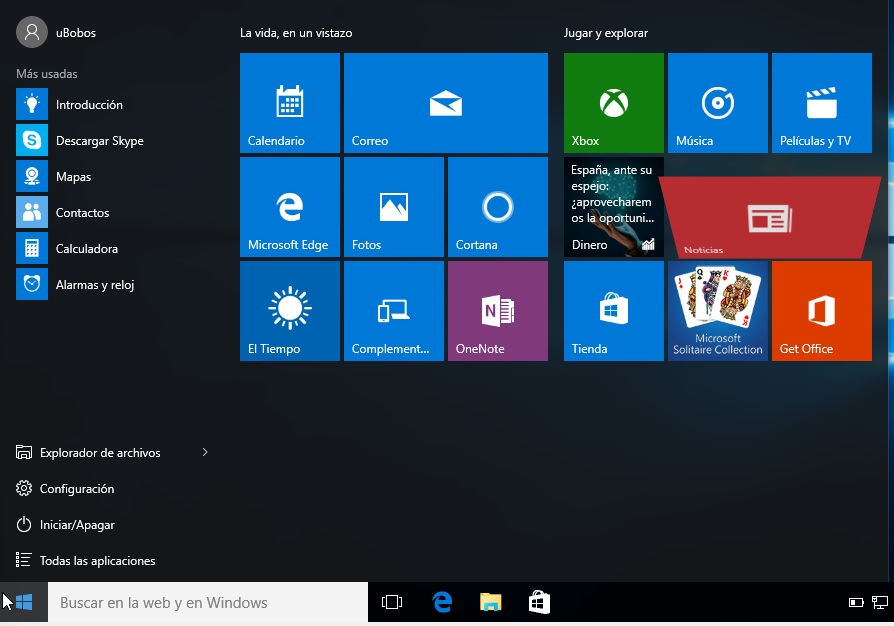 uBobos
Más usadas
Introducción
Descargar Skype
Mapas
Contactos
Calculadora
Alarmas y reloj
Explorador de archivos
Configuración
Iniciar/Apagar
Todas las aplicaciones
La vida, en un vistazo
Calendario
Correo
Microsoft Edge
Fotos
Cortana
El Tiempo
Complement...
OneNote
Jugar y explorar
Xbox
Música
Películas y TV
España, ante su
espejo:
¿aprovecharem
os la oportuni...
Dinero
Noticias
Tienda
Microsoft
Solitaire Collection
Get Office
Buscar en la web y en Windows